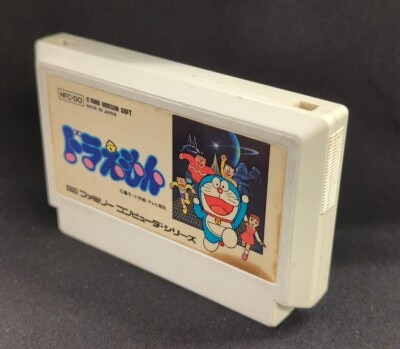 HFC-DO
© 1986 HUDSON SOFT
MADE IN JAPAN
ドラえもん
ファミリーコンピュータ・シリーズ